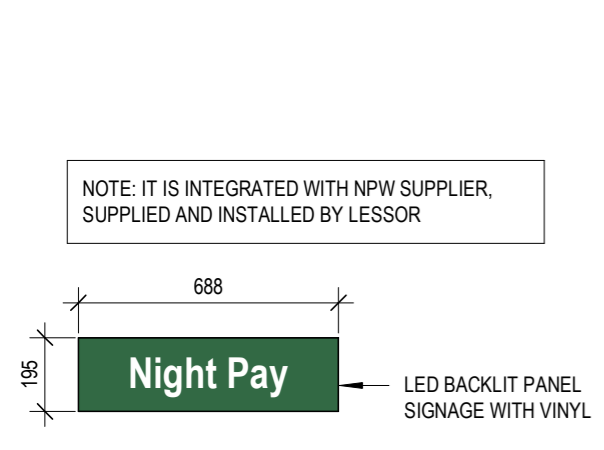 NOTE: IT IS INTEGRATED WITH NPW SUPPLIER,
SUPPLIED AND INSTALLED BY LESSOR
688
195
Night Pay
LED BACKLIT PANEL
SIGNAGE WITH VINYL